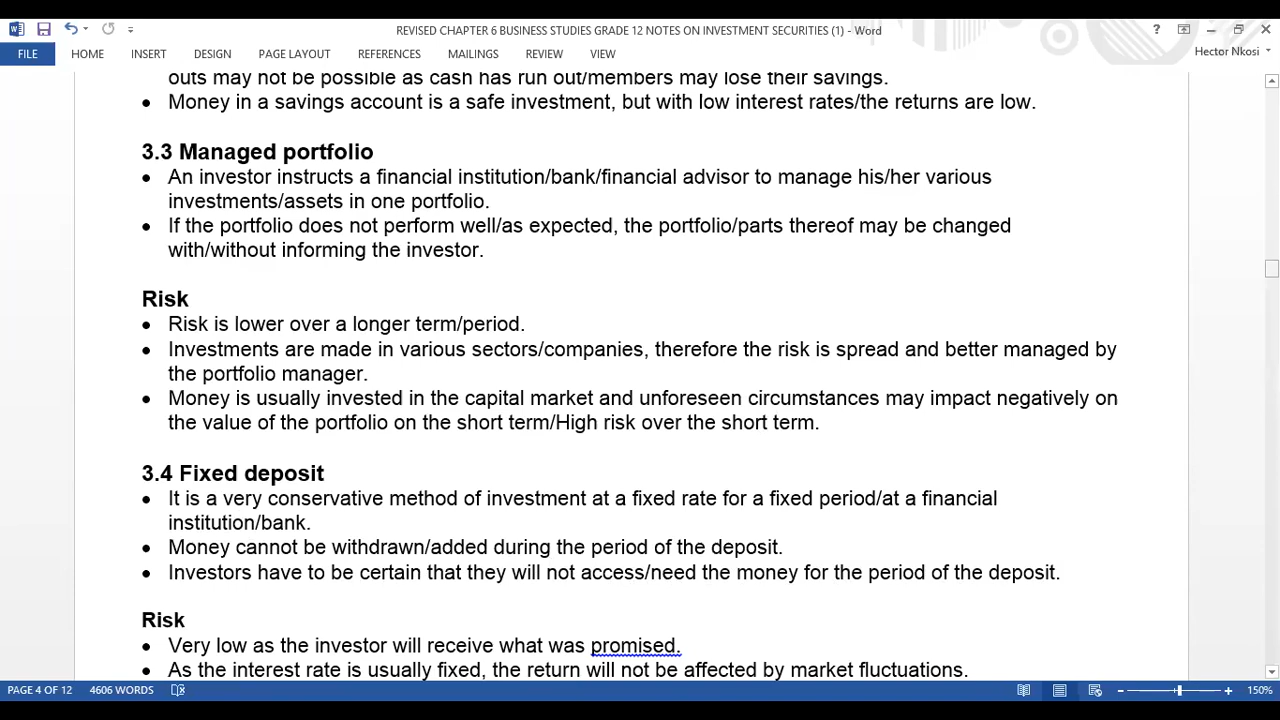 REVISED CHAPTER 6 BUSINESS STUDIES GRADE 12 NOTES ON INVESTMENT SECURITIES (1) - Word
FILE HOME INSERT DESIGN PAGE LAYOUT REFERENCES MAILINGS REVIEW VIEW Hector Nkosi
outs may not be possible as cash has run out/members may lose their savings.
• Money in a savings account is a safe investment, but with low interest rates/the returns are low.
3.3 Managed portfolio
• An investor instructs a financial institution/bank/financial advisor to manage his/her various
investments/assets in one portfolio.
• If the portfolio does not perform well/as expected, the portfolio/parts thereof may be changed
with/without informing the investor.
Risk
• Risk is lower over a longer term/period.
• Investments are made in various sectors/companies, therefore the risk is spread and better managed by
the portfolio manager.
• Money is usually invested in the capital market and unforeseen circumstances may impact negatively on
the value of the portfolio on the short term/High risk over the short term.
3.4 Fixed deposit
• It is a very conservative method of investment at a fixed rate for a fixed period/at a financial
institution/bank.
• Money cannot be withdrawn/added during the period of the deposit.
• Investors have to be certain that they will not access/need the money for the period of the deposit.
Risk
• Very low as the investor will receive what was promised.
• As the interest rate is usually fixed, the return will not be affected by market fluctuations.
PAGE 4 OF 12 4606 WORDS 150%